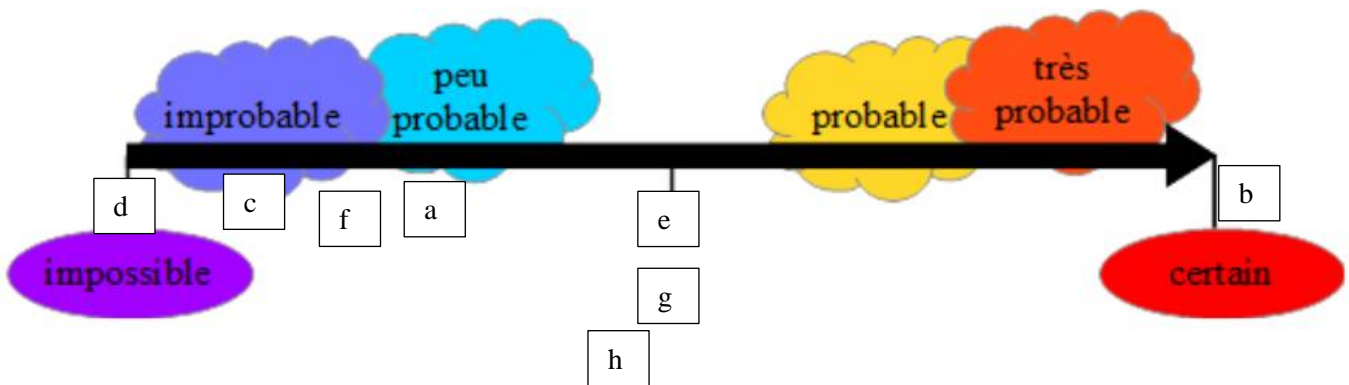 improbable
peu
probable
probable
très
probable
d
c
f
a
e
b
impossible
g
certain
h